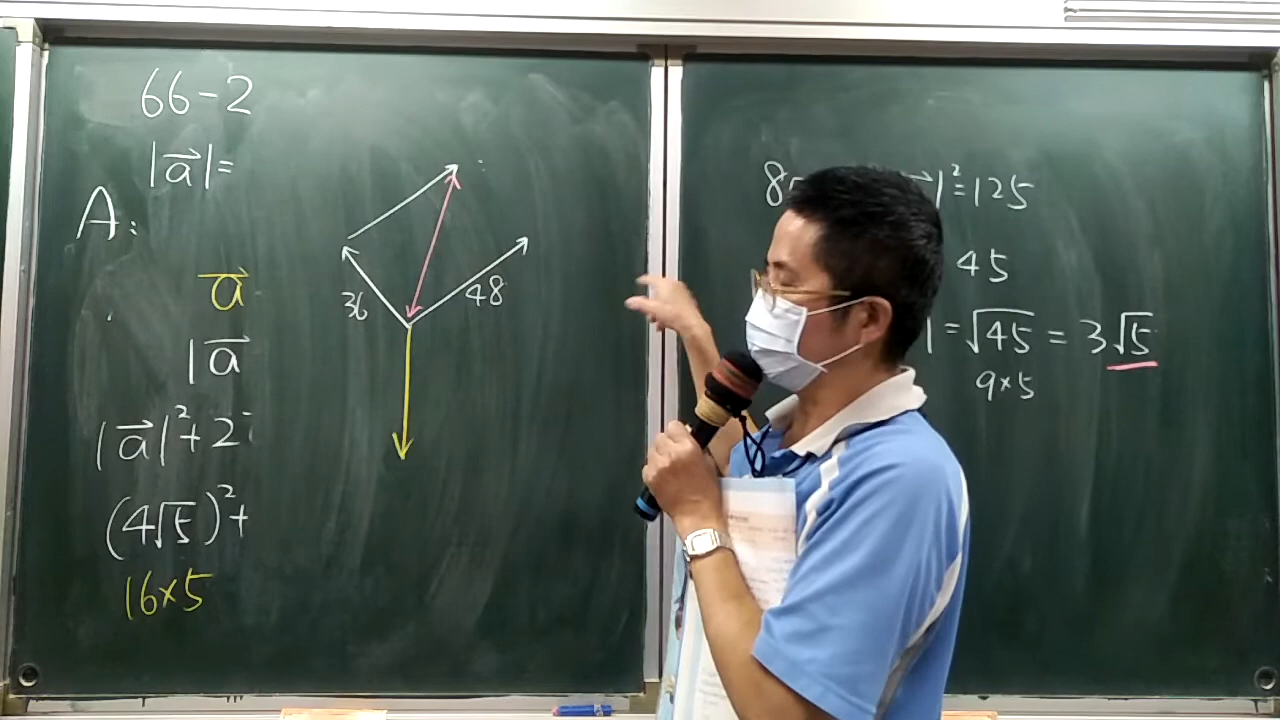 66-2
|a⃗|=
A:
a⃗
|a⃗
|a⃗|²+2
(4√5)²+
16×5
36
48
8
|²=125
45
|=√45=3√5
9×5